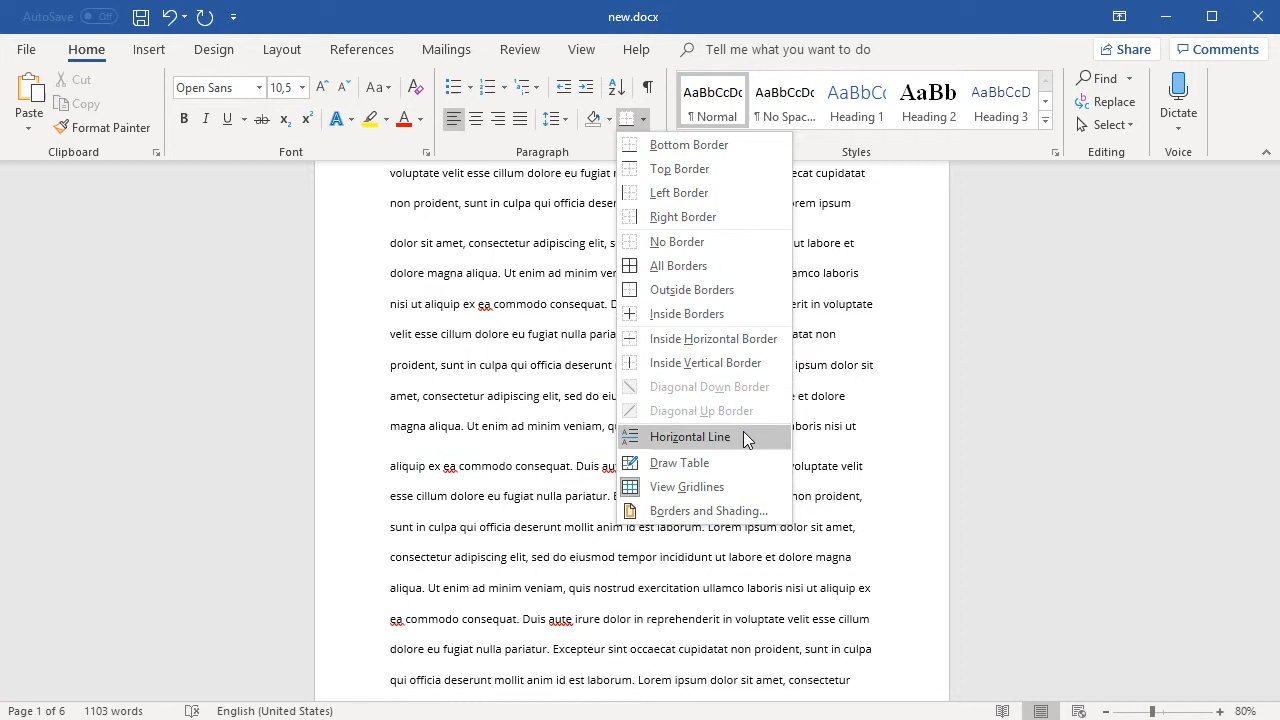 AutoSave Off new.docx
File Home Insert Design Layout References Mailings Review View Help Tell me what you want to do Share Comments
Paste Cut Copy Format Painter
Clipboard
Open Sans 10,5 Aa
B I U ab x₂ x² A A
Font
Paragraph
AaBbCcDc AaBbCcDc AaBbCc AaBb AaBbCcD
¶ Normal ¶ No Spac... Heading 1 Heading 2 Heading 3
Styles
Find
Replace
Select
Editing
Dictate
Voice
Bottom Border
Top Border
Left Border
Right Border
No Border
All Borders
Outside Borders
Inside Borders
Inside Horizontal Border
Inside Vertical Border
Diagonal Down Border
Diagonal Up Border
Horizontal Line
Draw Table
View Gridlines
Borders and Shading...
voluptate velit esse cillum dolore eu fugiat cupidatat
non proident, sunt in culpa qui officia deserunt lorem ipsum
dolor sit amet, consectetur adipiscing elit, ut labore et
dolore magna aliqua. Ut enim ad minim ullamco laboris
nisi ut aliquip ex ea commodo consequat. in voluptate
velit esse cillum dolore eu fugiat nulla non
proident, sunt in culpa qui officia deserunt ipsum dolor sit
amet, consectetur adipiscing elit, sed do et dolore
magna aliqua. Ut enim ad minim veniam, laboris nisi ut
aliquip ex ea commodo consequat. Duis voluptate velit
esse cillum dolore eu fugiat nulla pariatur. non proident,
sunt in culpa qui officia deserunt mollit anim id est laborum. Lorem ipsum dolor sit amet,
consectetur adipiscing elit, sed do eiusmod tempor incididunt ut labore et dolore magna
aliqua. Ut enim ad minim veniam, quis nostrud exercitation ullamco laboris nisi ut aliquip ex
ea commodo consequat. Duis aute irure dolor in reprehenderit in voluptate velit esse cillum
dolore eu fugiat nulla pariatur. Excepteur sint occaecat cupidatat non proident, sunt in culpa
qui officia deserunt mollit anim id est laborum. Lorem ipsum dolor sit amet, consectetur
Page 1 of 6 1103 words English (United States) 80%